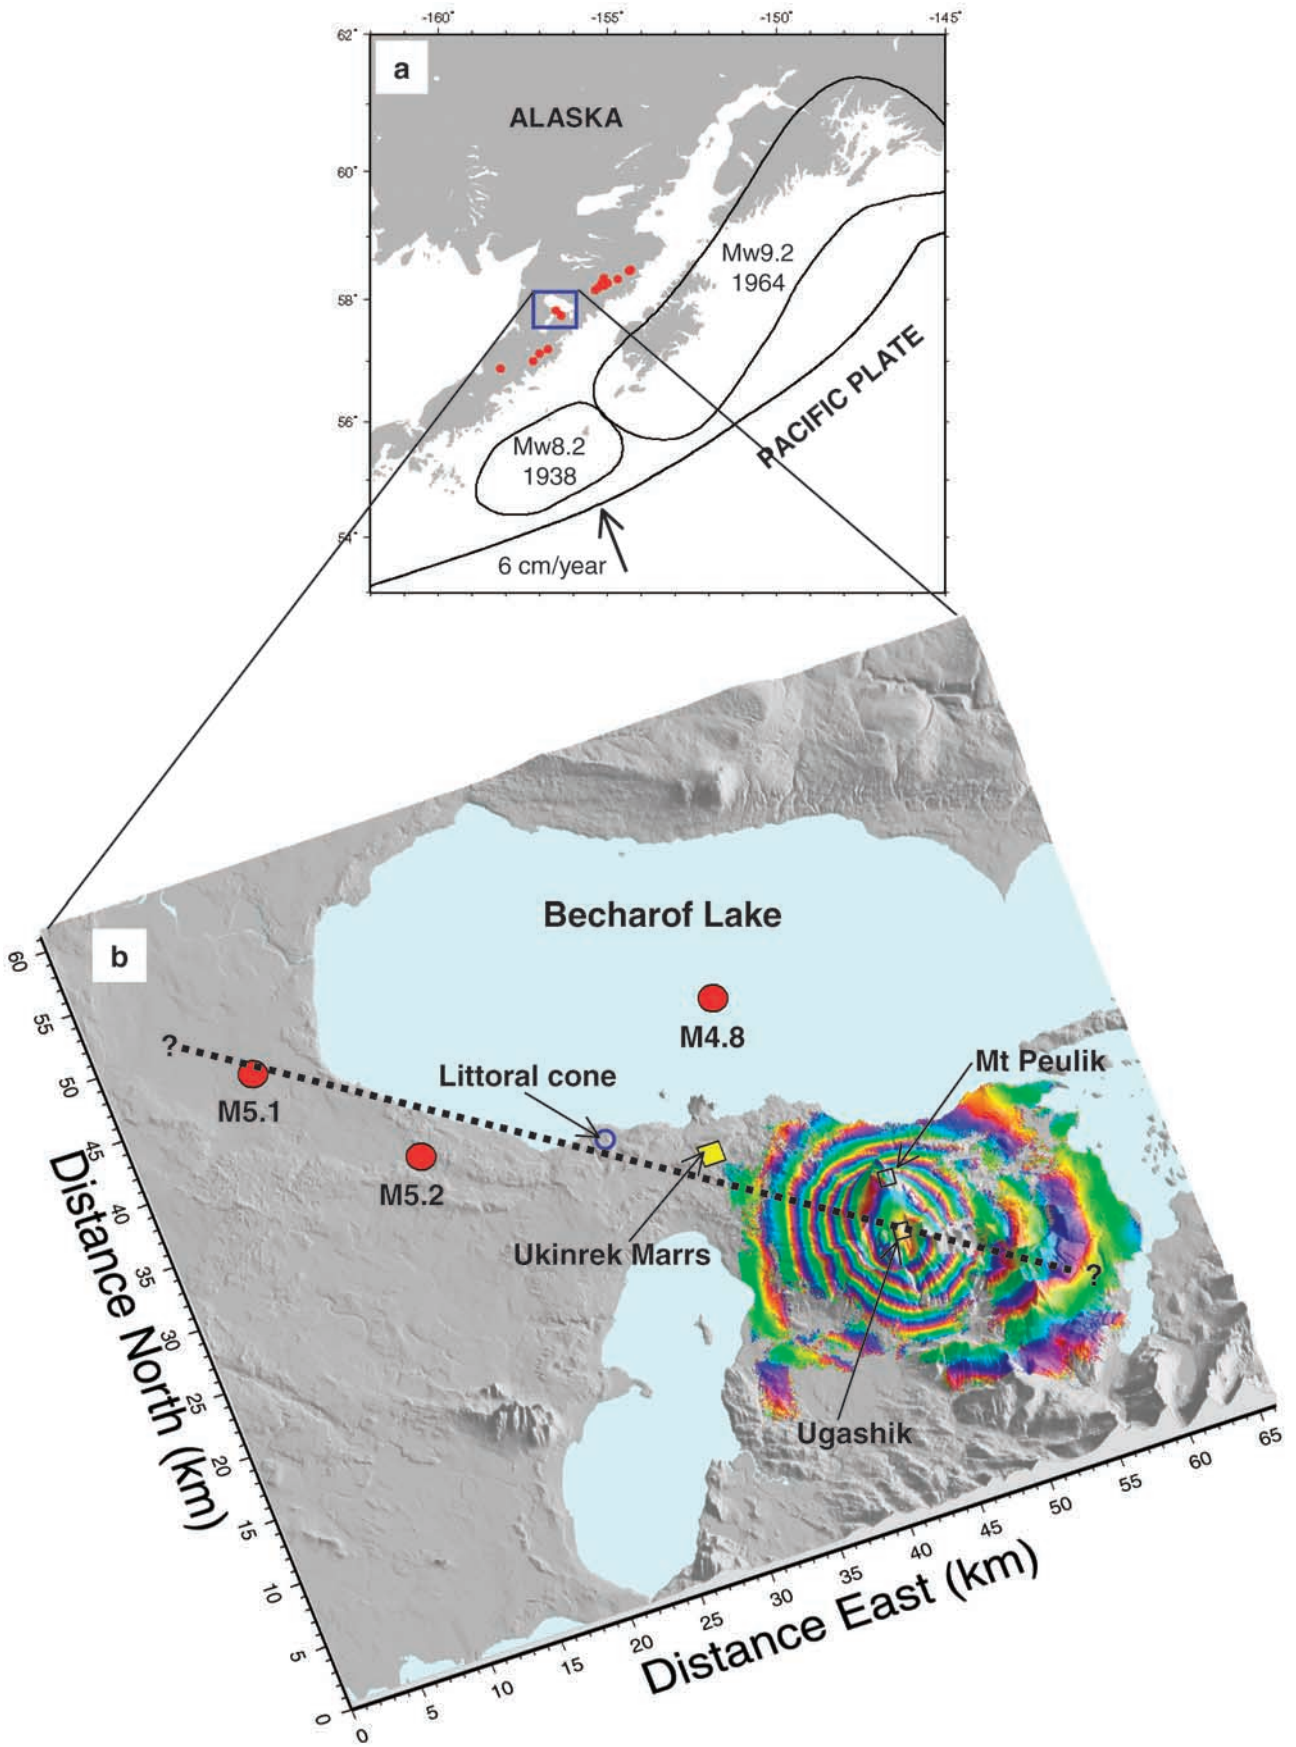 -160°
-155°
-150°
-145°
62°
a
ALASKA
60°
Mw9.2
1964
58°
PACIFIC PLATE
56°
Mw8.2
1938
54°
6 cm/year
b
Becharof Lake
60
55
50
45
40
35
30
25
20
15
10
5
0
Distance North (km)
M4.8
?
Mt Peulik
Littoral cone
M5.1
M5.2
Ukinrek Marrs
?
Ugashik
0
5
10
15
20
25
30
35
40
45
50
55
60
65
Distance East (km)